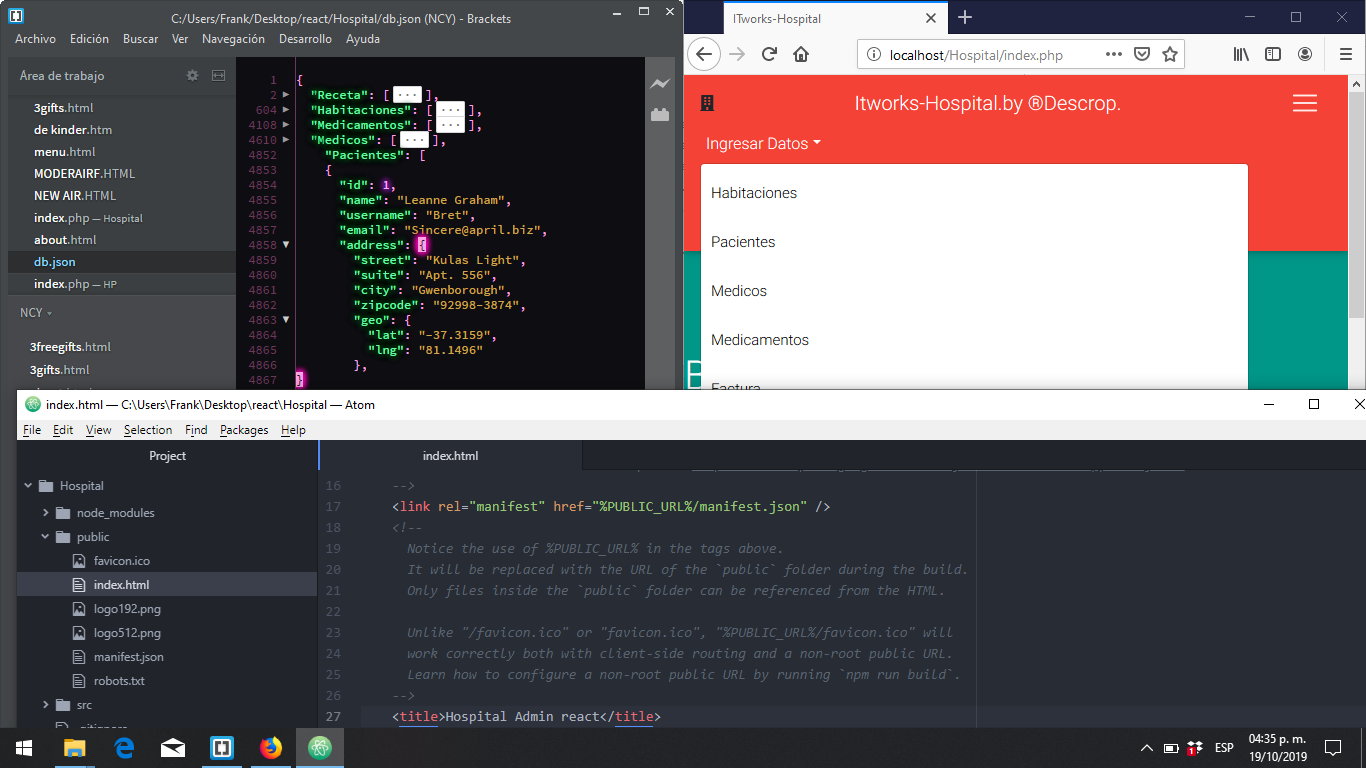 C:/Users/Frank/Desktop/react/Hospital/db.json (NCY) - Brackets
Archivo Edición Buscar Ver Navegación Desarrollo Ayuda
Área de trabajo
3gifts.html
de kinder.htm
menu.html
MODERAIRF.HTML
NEW AIR.HTML
index.php — Hospital
about.html
db.json
index.php — HP
NCY
3freegifts.html
3gifts.html
1 {
2 "Receta": [ ... ],
604 "Habitaciones": [ ... ],
4108 "Medicamentos": [ ... ],
4610 "Medicos": [ ... ],
4852 "Pacientes": [
4853 {
4854 "id": 1,
4855 "name": "Leanne Graham",
4856 "username": "Bret",
4857 "email": "Sincere@april.biz",
4858 "address": {
4859 "street": "Kulas Light",
4860 "suite": "Apt. 556",
4861 "city": "Gwenborough",
4862 "zipcode": "92998-3874",
4863 "geo": {
4864 "lat": "-37.3159",
4865 "lng": "81.1496"
4866 },
4867 }
ITworks-Hospital
localhost/Hospital/index.php
Itworks-Hospital.by ®Descrop.
Ingresar Datos
Habitaciones
Pacientes
Medicos
Medicamentos
Factura
index.html — C:\Users\Frank\Desktop\react\Hospital — Atom
File Edit View Selection Find Packages Help
Project
Hospital
node_modules
public
favicon.ico
index.html
logo192.png
logo512.png
manifest.json
robots.txt
src
.gitignore
index.html
16 -->
17 <link rel="manifest" href="%PUBLIC_URL%/manifest.json" />
18 <!--
19 Notice the use of %PUBLIC_URL% in the tags above.
20 It will be replaced with the URL of the `public` folder during the build.
21 Only files inside the `public` folder can be referenced from the HTML.
22
23 Unlike "/favicon.ico" or "favicon.ico", "%PUBLIC_URL%/favicon.ico" will
24 work correctly both with client-side routing and a non-root public URL.
25 Learn how to configure a non-root public URL by running `npm run build`.
26 -->
27 <title>Hospital Admin react</title>
1
ESP
04:35 p. m.
19/10/2019